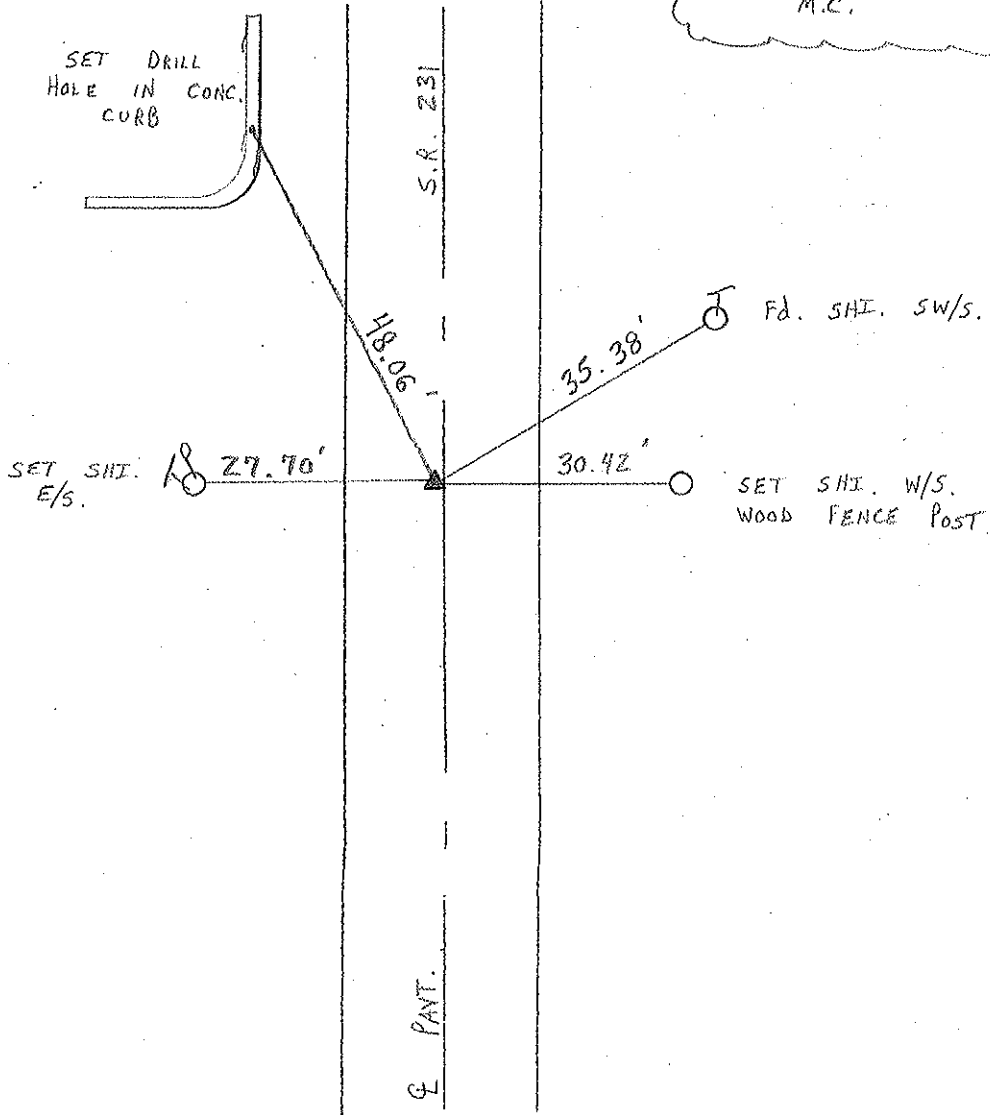 M.C.
SET DRILL
HOLE IN CONC.
CURB
S.R. 231
48.06'
35.38'
Fd. SHI. SW/S.
SET SHI.
E/S.
27.70'
30.42'
SET SHI. W/S.
WOOD FENCE POST.
℄ PAVT.